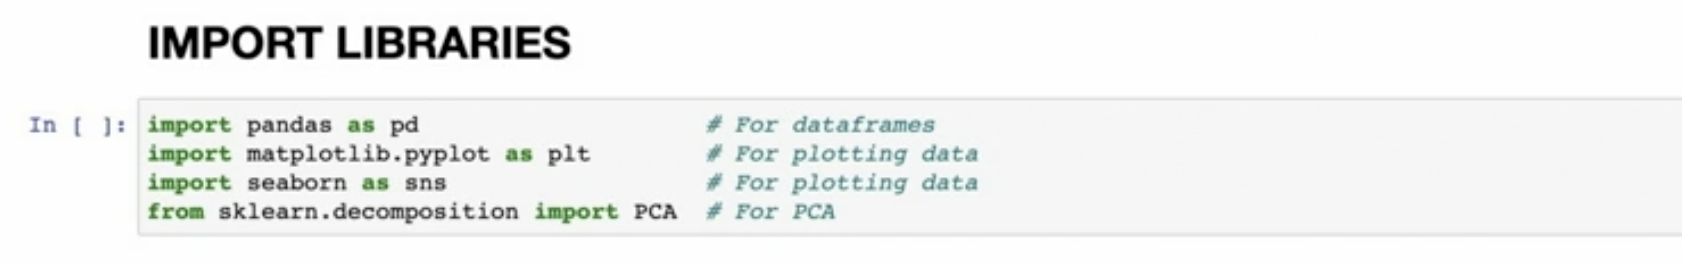 IMPORT LIBRARIES
In [ ]: import pandas as pd # For dataframes
import matplotlib.pyplot as plt # For plotting data
import seaborn as sns # For plotting data
from sklearn.decomposition import PCA # For PCA